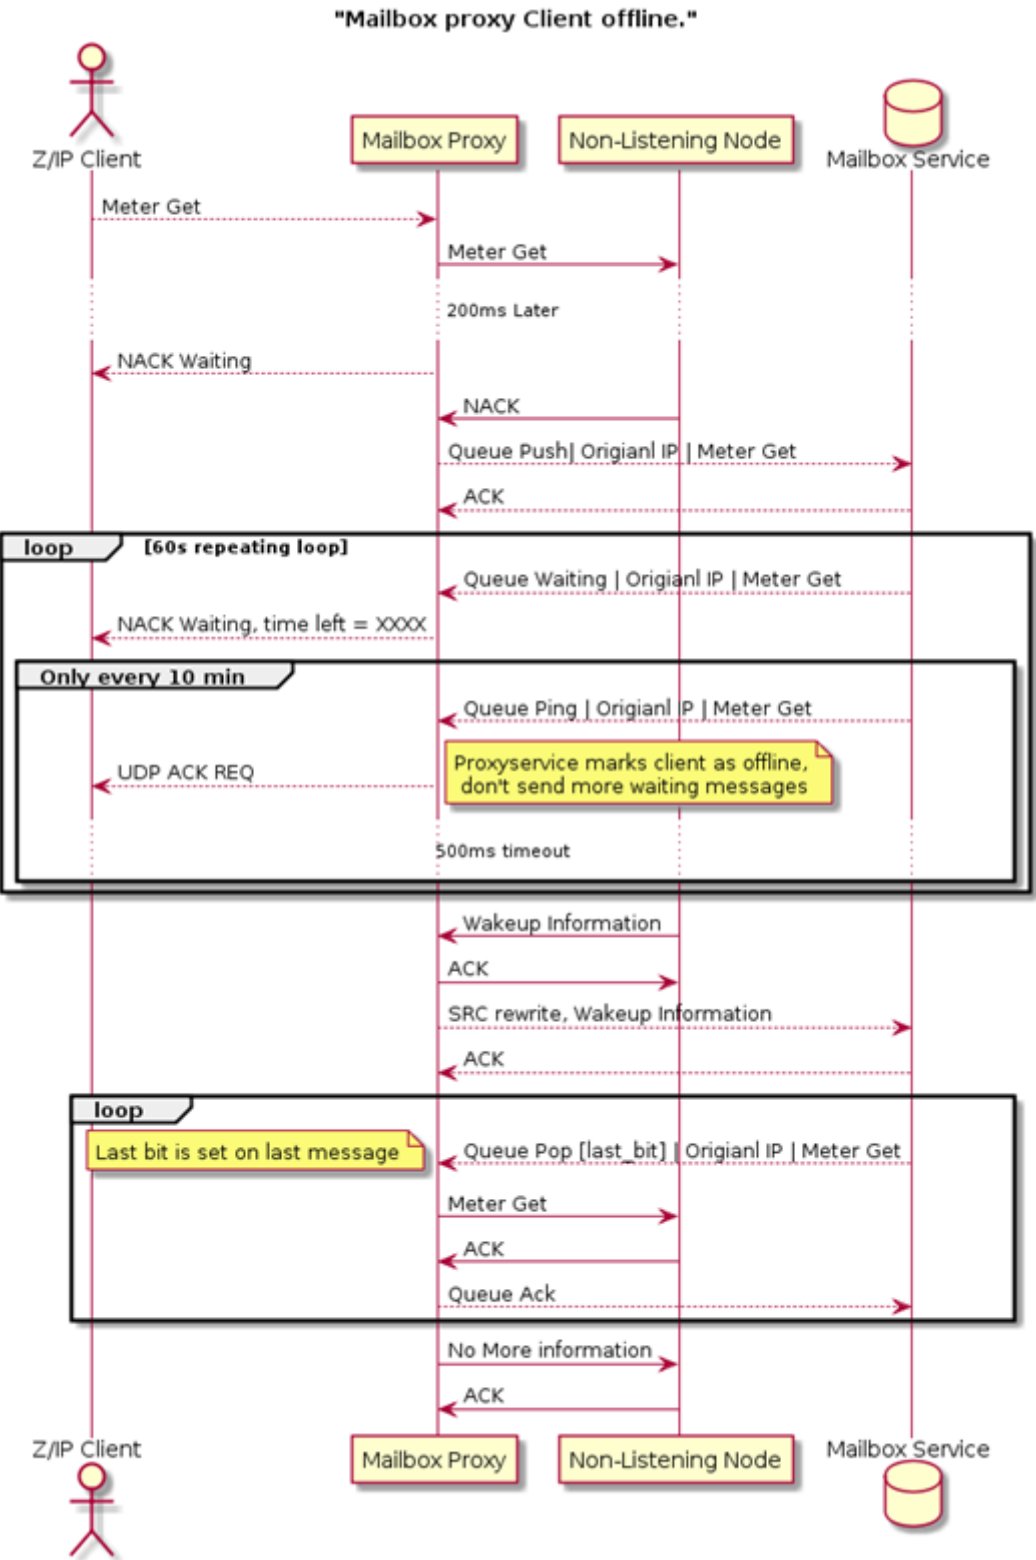 "Mailbox proxy Client offline."
Z/IP Client
Mailbox Proxy
Non-Listening Node
Mailbox Service
Meter Get
Meter Get
200ms Later
NACK Waiting
NACK
Queue Push| Origianl IP | Meter Get
ACK
loop
[60s repeating loop]
Queue Waiting | Origianl IP | Meter Get
NACK Waiting, time left = XXXX
Only every 10 min
Queue Ping | Origianl IP | Meter Get
UDP ACK REQ
Proxyservice marks client as offline,
don't send more waiting messages
500ms timeout
Wakeup Information
ACK
SRC rewrite, Wakeup Information
ACK
loop
Last bit is set on last message
Queue Pop [last_bit] | Origianl IP | Meter Get
Meter Get
ACK
Queue Ack
No More information
ACK
Z/IP Client
Mailbox Proxy
Non-Listening Node
Mailbox Service